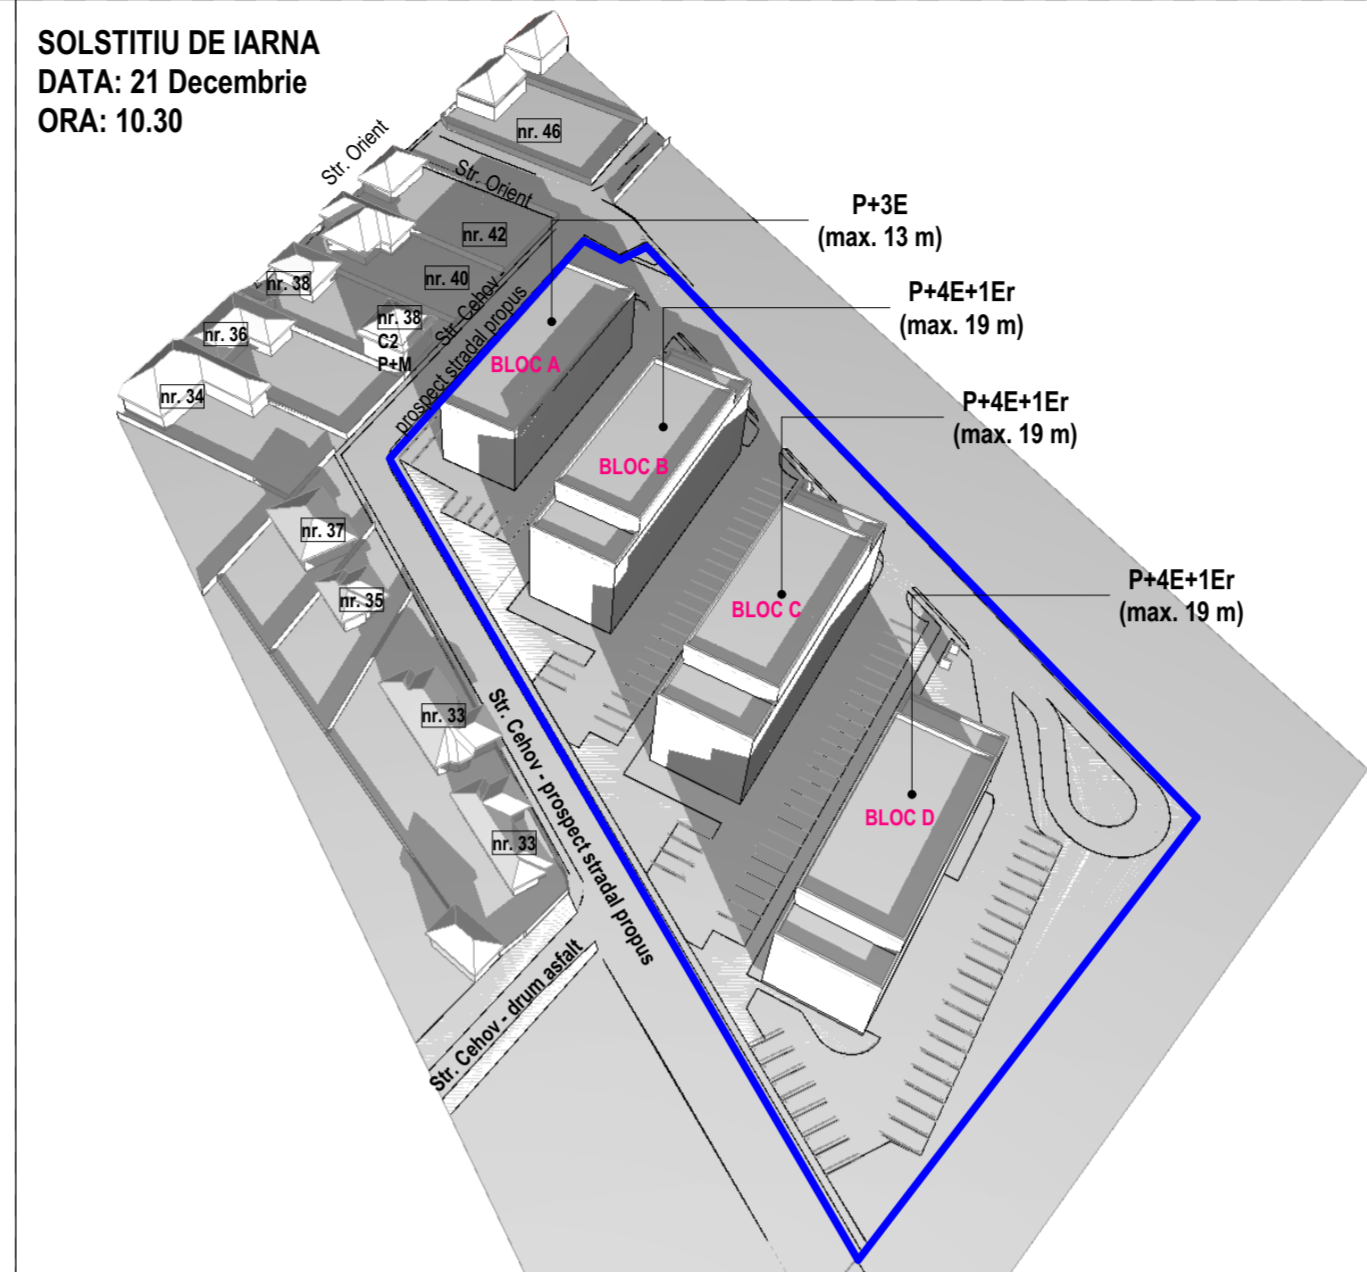 SOLSTITIU DE IARNA
DATA: 21 Decembrie
ORA: 10.30
nr. 46
Str. Orient
Str. Orient
P+3E
(max. 13 m)
nr. 42
nr. 40
nr. 38
nr. 38
C2
P+M
Str. Cehov -
prospect stradal propus
nr. 36
nr. 34
P+4E+1Er
(max. 19 m)
BLOC A
P+4E+1Er
(max. 19 m)
BLOC B
nr. 37
nr. 35
P+4E+1Er
(max. 19 m)
BLOC C
nr. 33
Str. Cehov - prospect stradal propus
BLOC D
nr. 33
Str. Cehov - drum asfalt